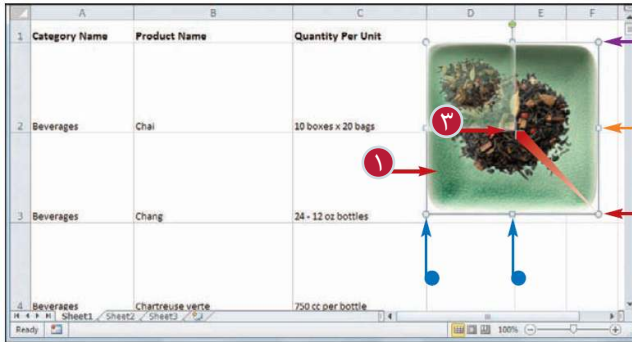 A B C D E F
1 Category Name Product Name Quantity Per Unit
٣
2 Beverages Chai 10 boxes x 20 bags
١
3 Beverages Chang 24 - 12 oz bottles
4 Beverages Chartreuse verte 750 cc per bottle
Sheet1 Sheet2 Sheet3
Ready 100%